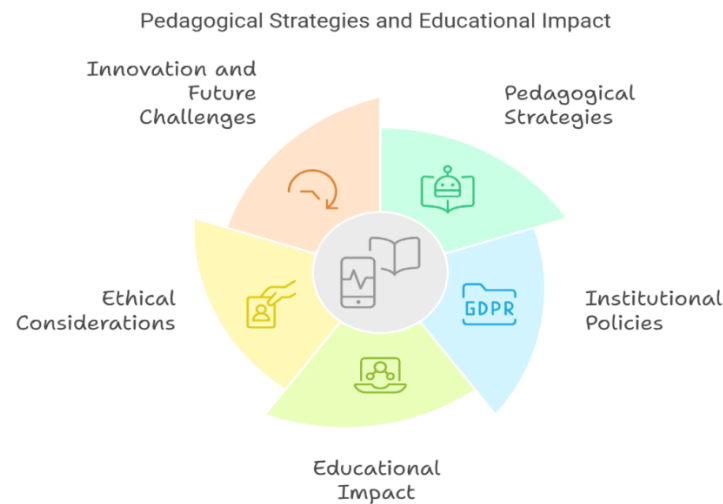 Pedagogical Strategies and Educational Impact
Innovation and
Future
Challenges
Pedagogical
Strategies
Ethical
Considerations
GDPR
Institutional
Policies
Educational
Impact